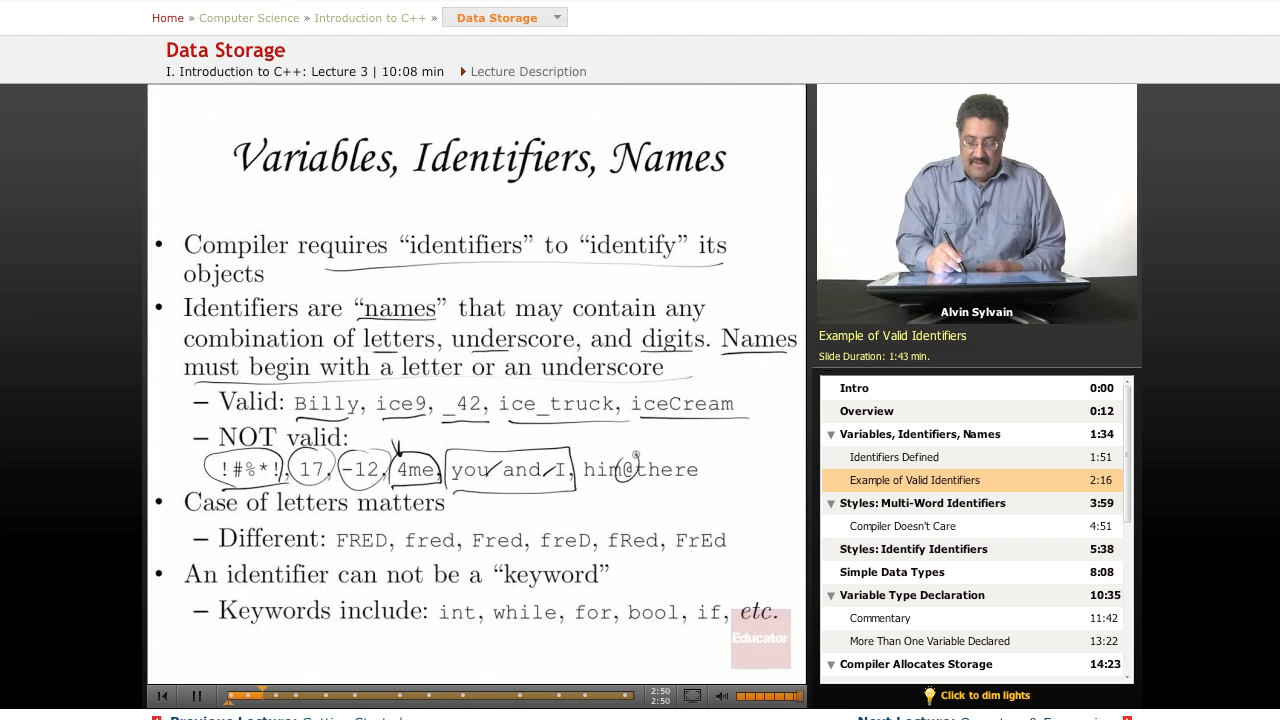 Home » Computer Science » Introduction to C++ » Data Storage
Data Storage
I. Introduction to C++: Lecture 3 | 10:08 min Lecture Description
Variables, Identifiers, Names
• Compiler requires “identifiers” to “identify” its
objects
• Identifiers are “names” that may contain any
combination of letters, underscore, and digits. Names
must begin with a letter or an underscore
– Valid: Billy, ice9, _42, ice_truck, iceCream
– NOT valid:
!#%*!, 17, -12, 4me, you and I, him@there
• Case of letters matters
– Different: FRED, fred, Fred, freD, fRed, FrEd
• An identifier can not be a “keyword”
– Keywords include: int, while, for, bool, if, etc.
Educator
2:50
2:50
Alvin Sylvain
Example of Valid Identifiers
Slide Duration: 1:43 min.
Intro 0:00
Overview 0:12
Variables, Identifiers, Names 1:34
Identifiers Defined 1:51
Example of Valid Identifiers 2:16
Styles: Multi-Word Identifiers 3:59
Compiler Doesn't Care 4:51
Styles: Identify Identifiers 5:38
Simple Data Types 8:08
Variable Type Declaration 10:35
Commentary 11:42
More Than One Variable Declared 13:22
Compiler Allocates Storage 14:23
Click to dim lights
Previous Lecture: Getting Started
Next Lecture: